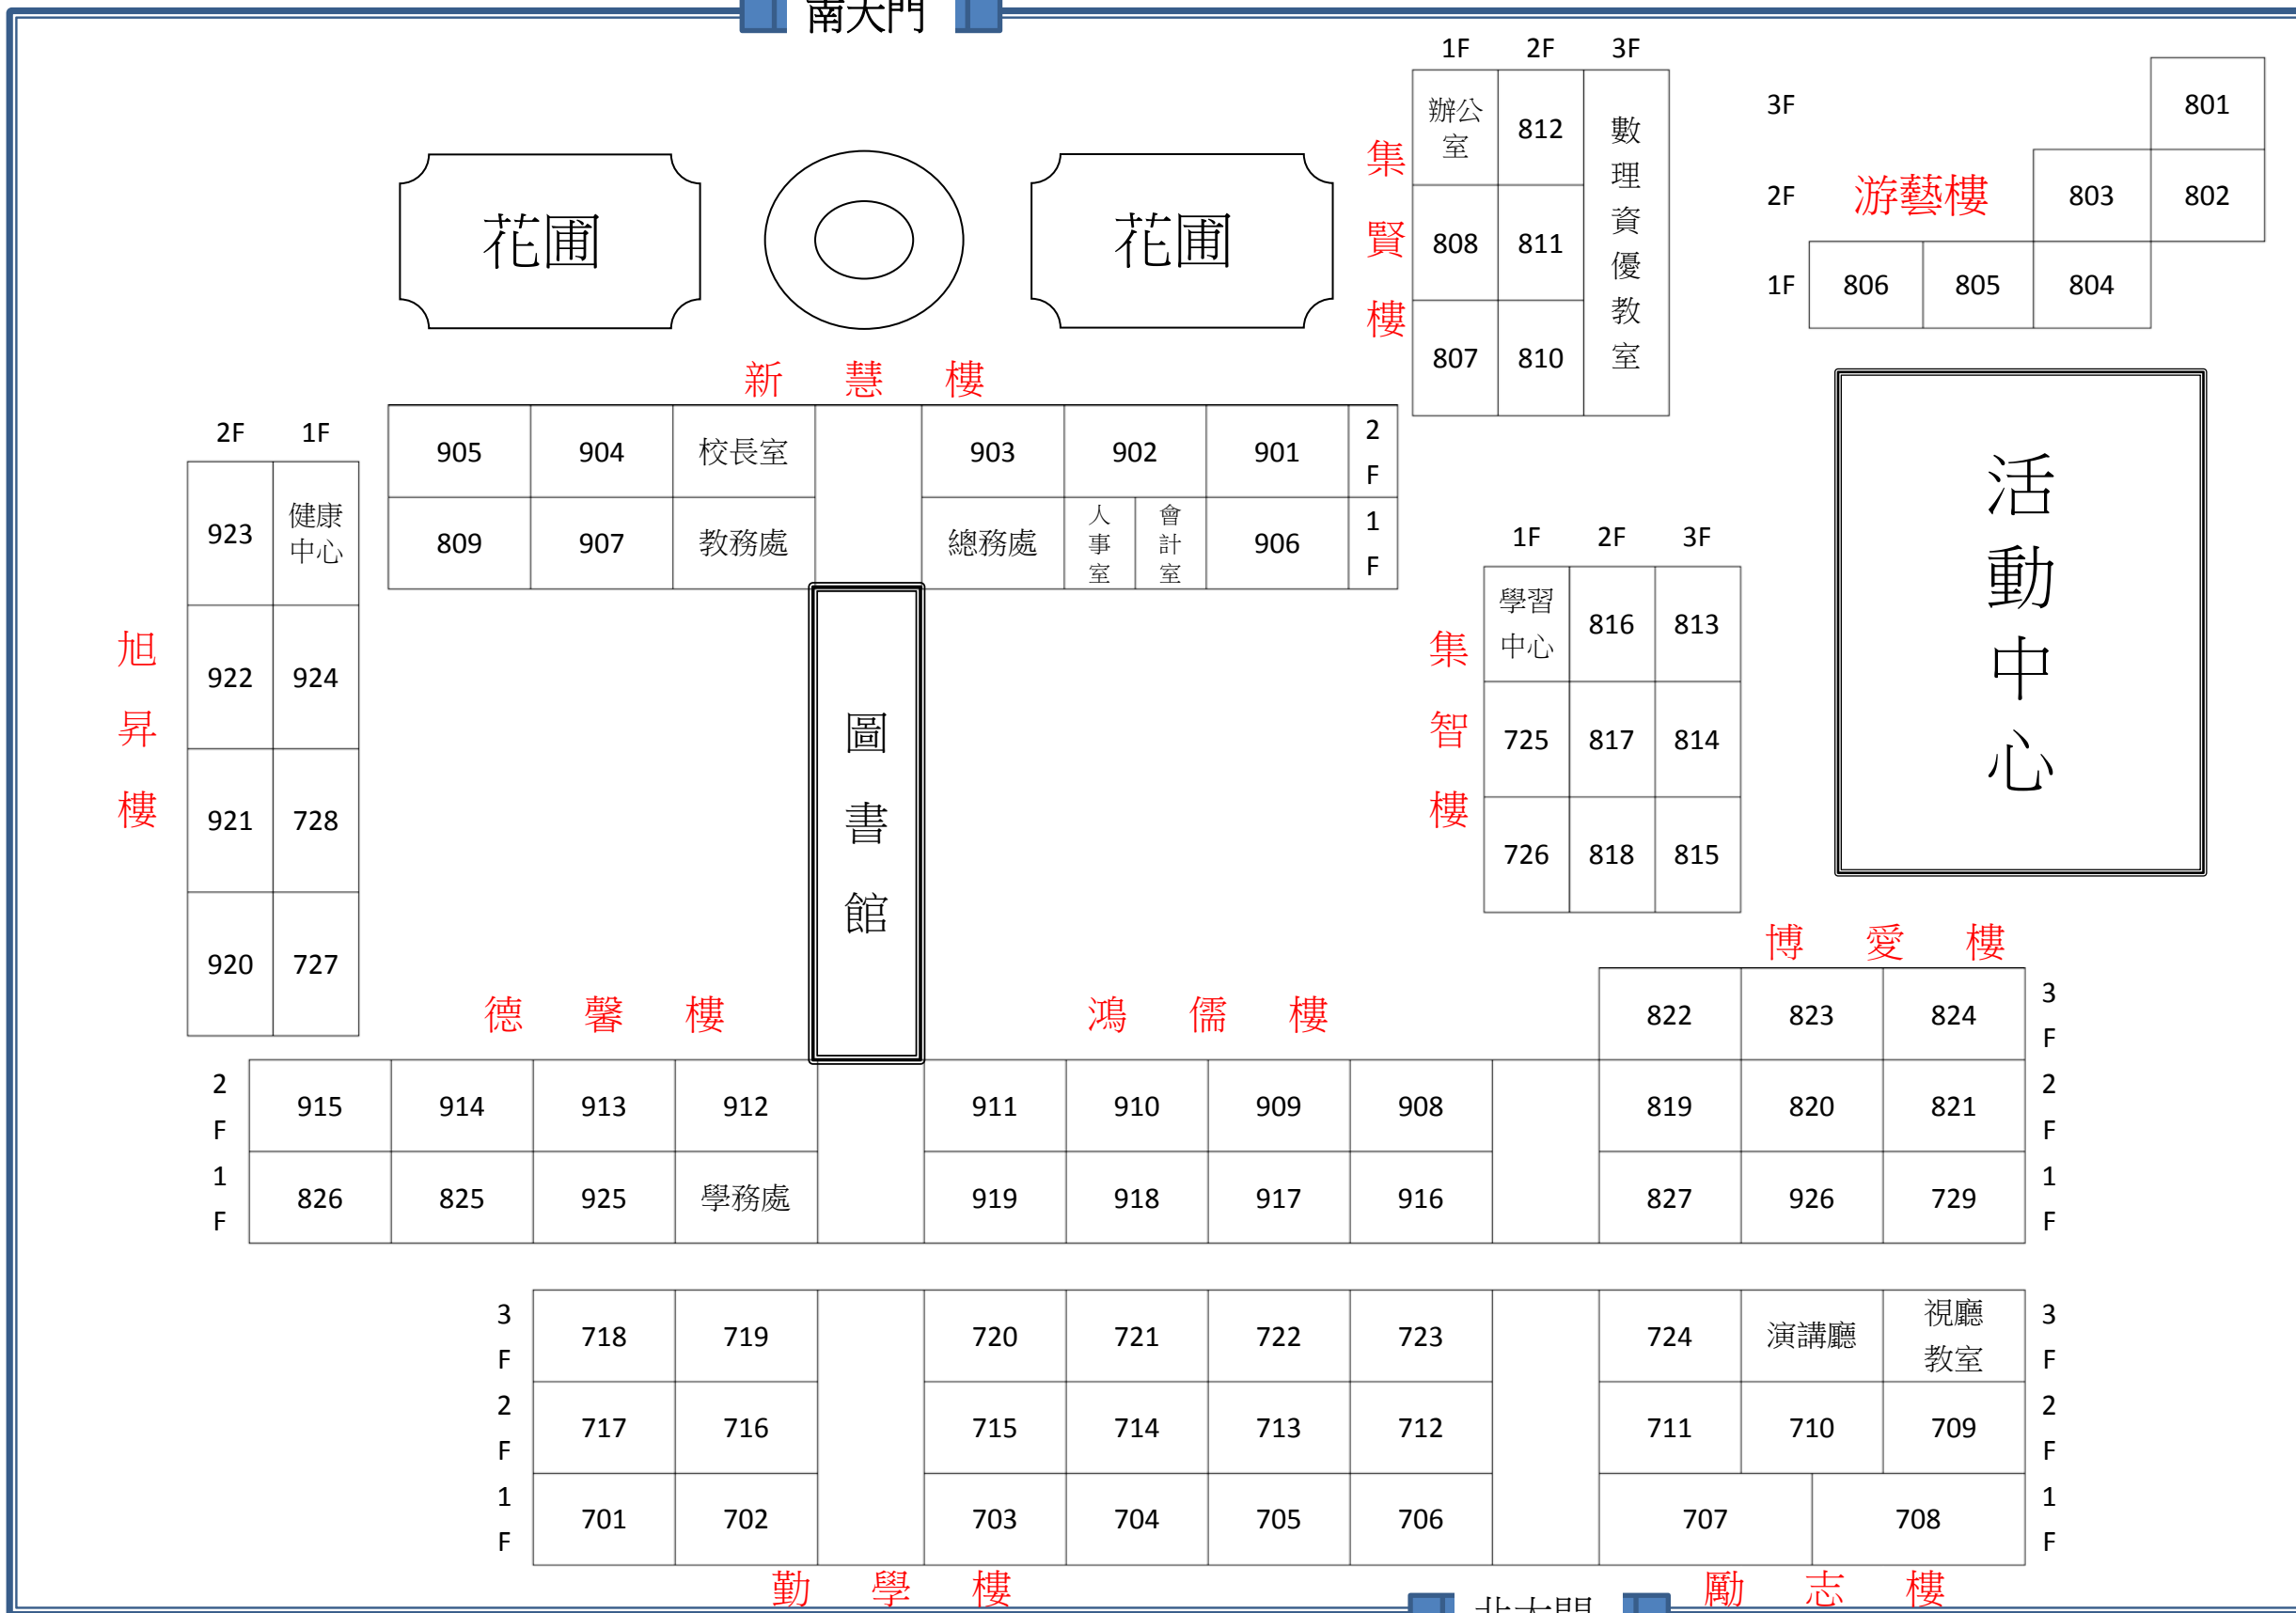 南大門
1F 2F 3F
辦公室 812 數理資優教室
808 811
807 810
集賢樓
3F 801
2F 游藝樓 803 802
1F 806 805 804
花圃 花圃
新慧樓
905 904 校長室 903 902 901 2F
809 907 教務處 總務處 人事室 會計室 906 1F
2F 1F
923 健康中心
922 924
921 728
920 727
旭昇樓
圖書館
1F 2F 3F
學習中心 816 813
725 817 814
726 818 815
集智樓
活動中心
德馨樓 鴻儒樓 博愛樓
822 823 824 3F
2F 915 914 913 912 911 910 909 908 819 820 821 2F
1F 826 825 925 學務處 919 918 917 916 827 926 729 1F
3F 718 719 720 721 722 723 724 演講廳 視廳教室 3F
2F 717 716 715 714 713 712 711 710 709 2F
1F 701 702 703 704 705 706 707 708 1F
勤學樓 勵志樓
北大門